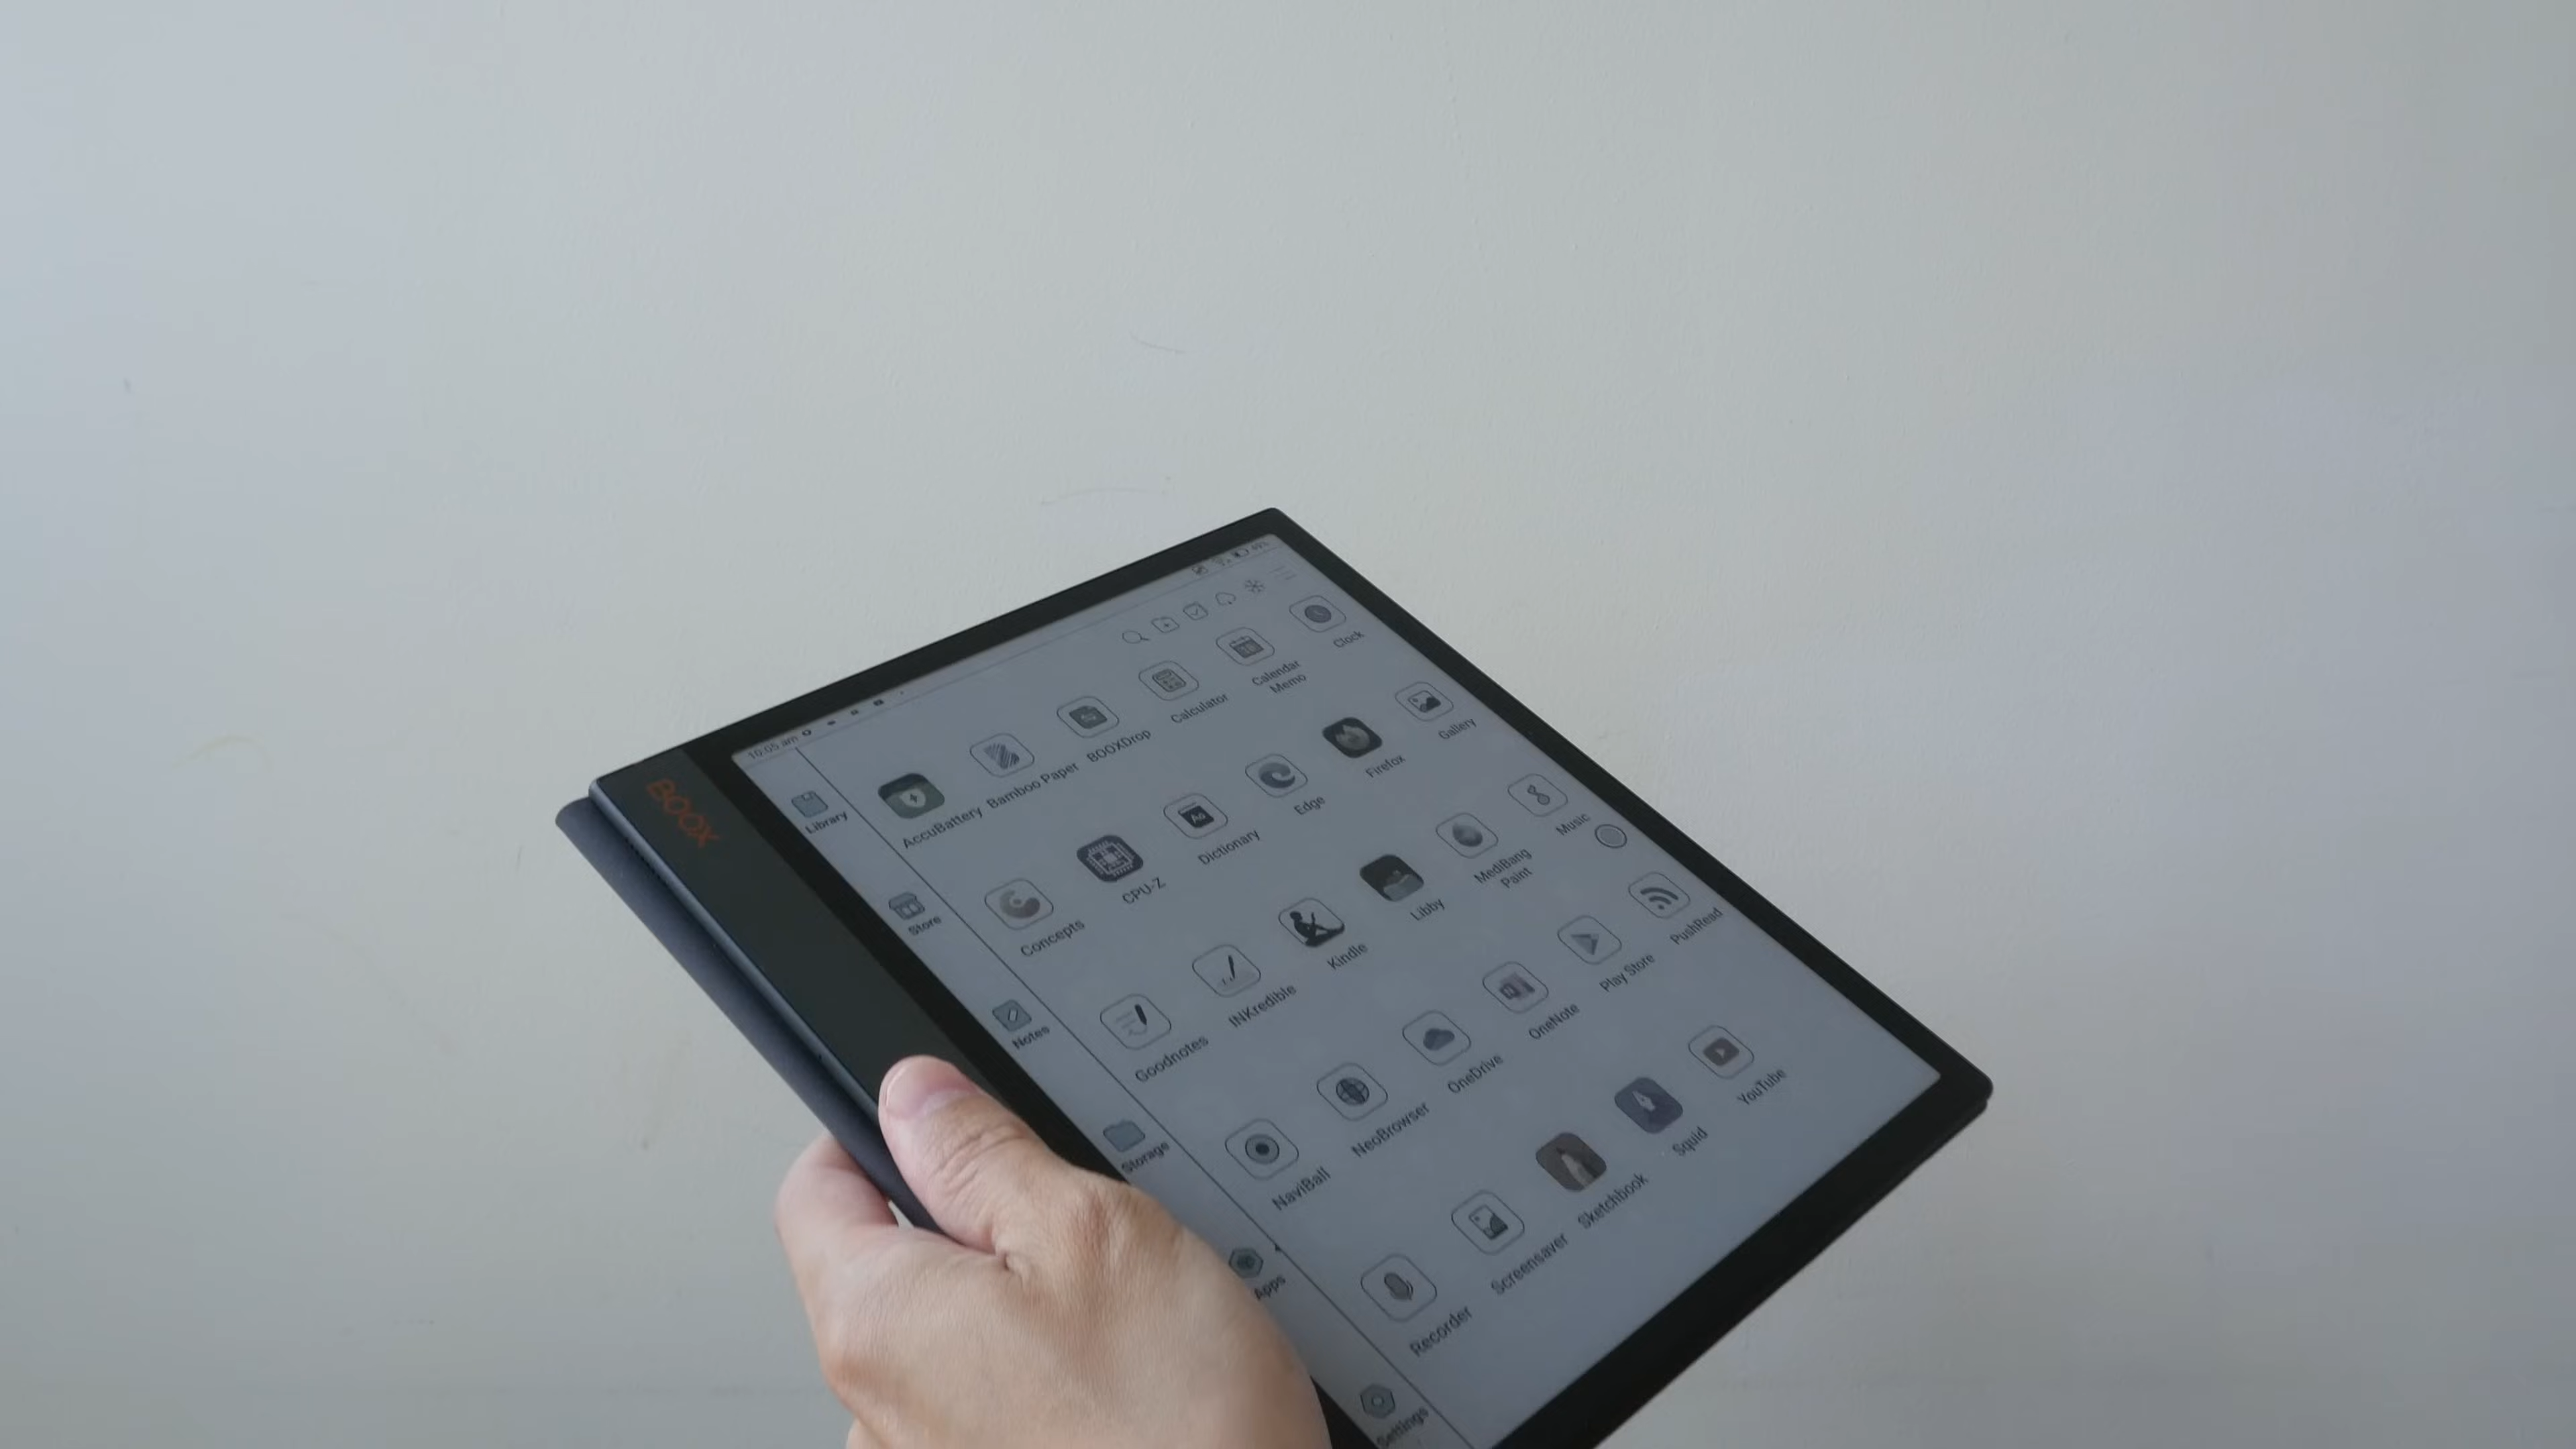 10:05 am
BOOX
Library
Store
Notes
Storage
Apps
Settings
AccuBattery
Bamboo Paper
BOOXDrop
Calculator
Calendar
Memo
Clock
Concepts
CPU-Z
Dictionary
Edge
Firefox
Gallery
Goodnotes
INKredible
Kindle
Libby
MediBang
Paint
Music
NaviBall
NeoBrowser
OneDrive
OneNote
Play Store
PushRead
Recorder
Screensaver
Sketchbook
Squid
YouTube